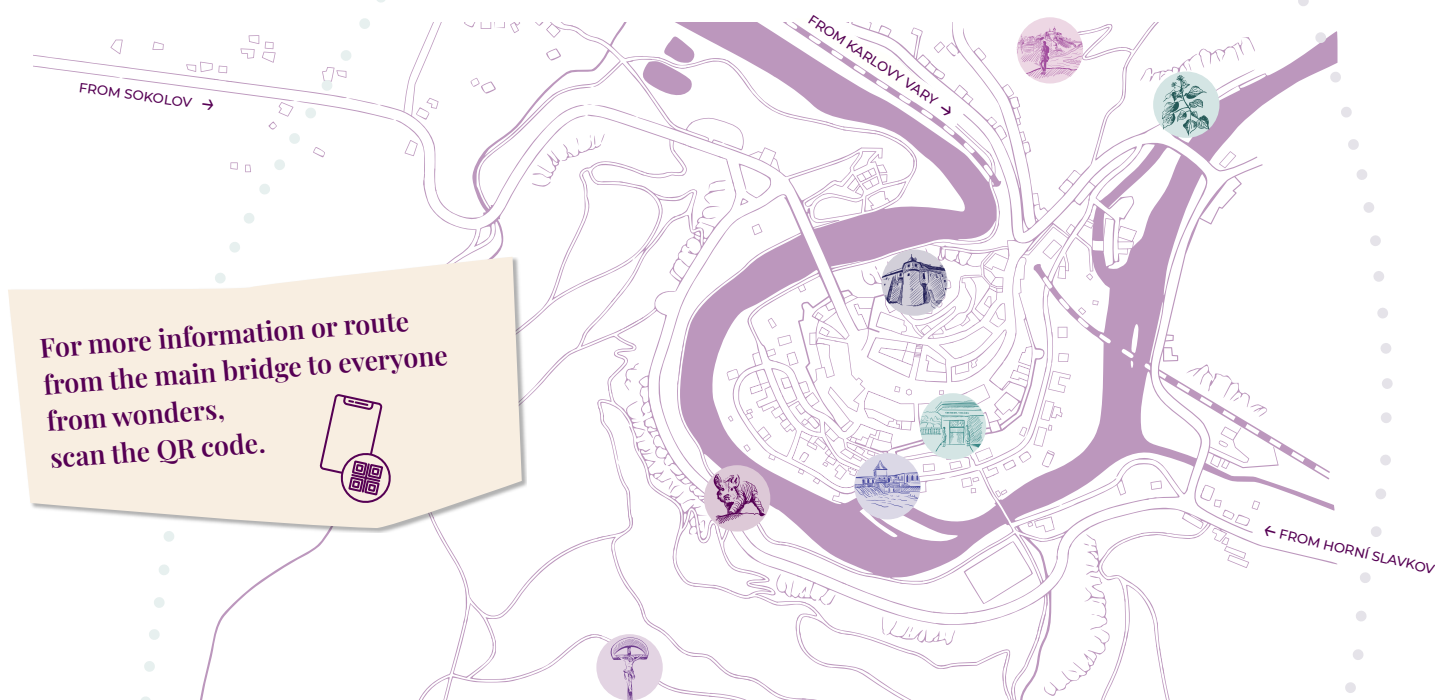 FROM KARLOVY VARY →
FROM SOKOLOV →
For more information or route
from the main bridge to everyone
from wonders,
scan the QR code.
← FROM HORNÍ SLAVKOV